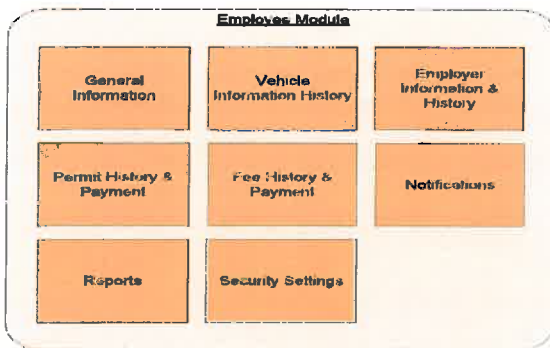 Employee Module
General
Information
Vehicle
Information History
Employer
Information &
History
Permit History &
Payment
Fee History &
Payment
Notifications
Reports
Security Settings